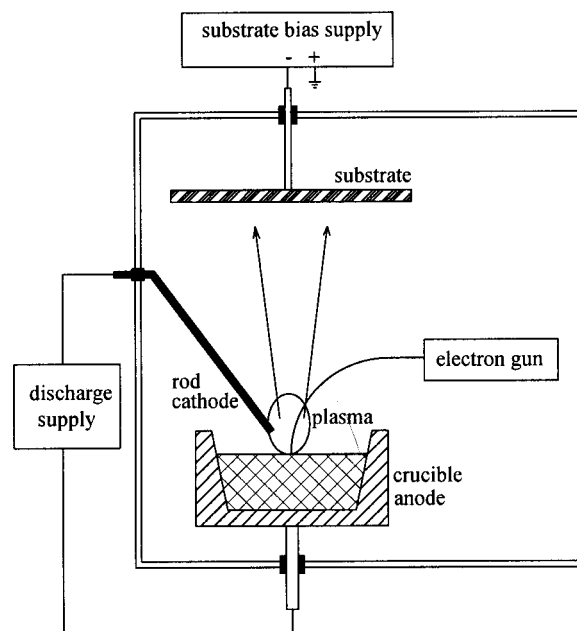 substrate bias supply
- +
substrate
electron gun
rod
cathode
plasma
discharge
supply
crucible
anode